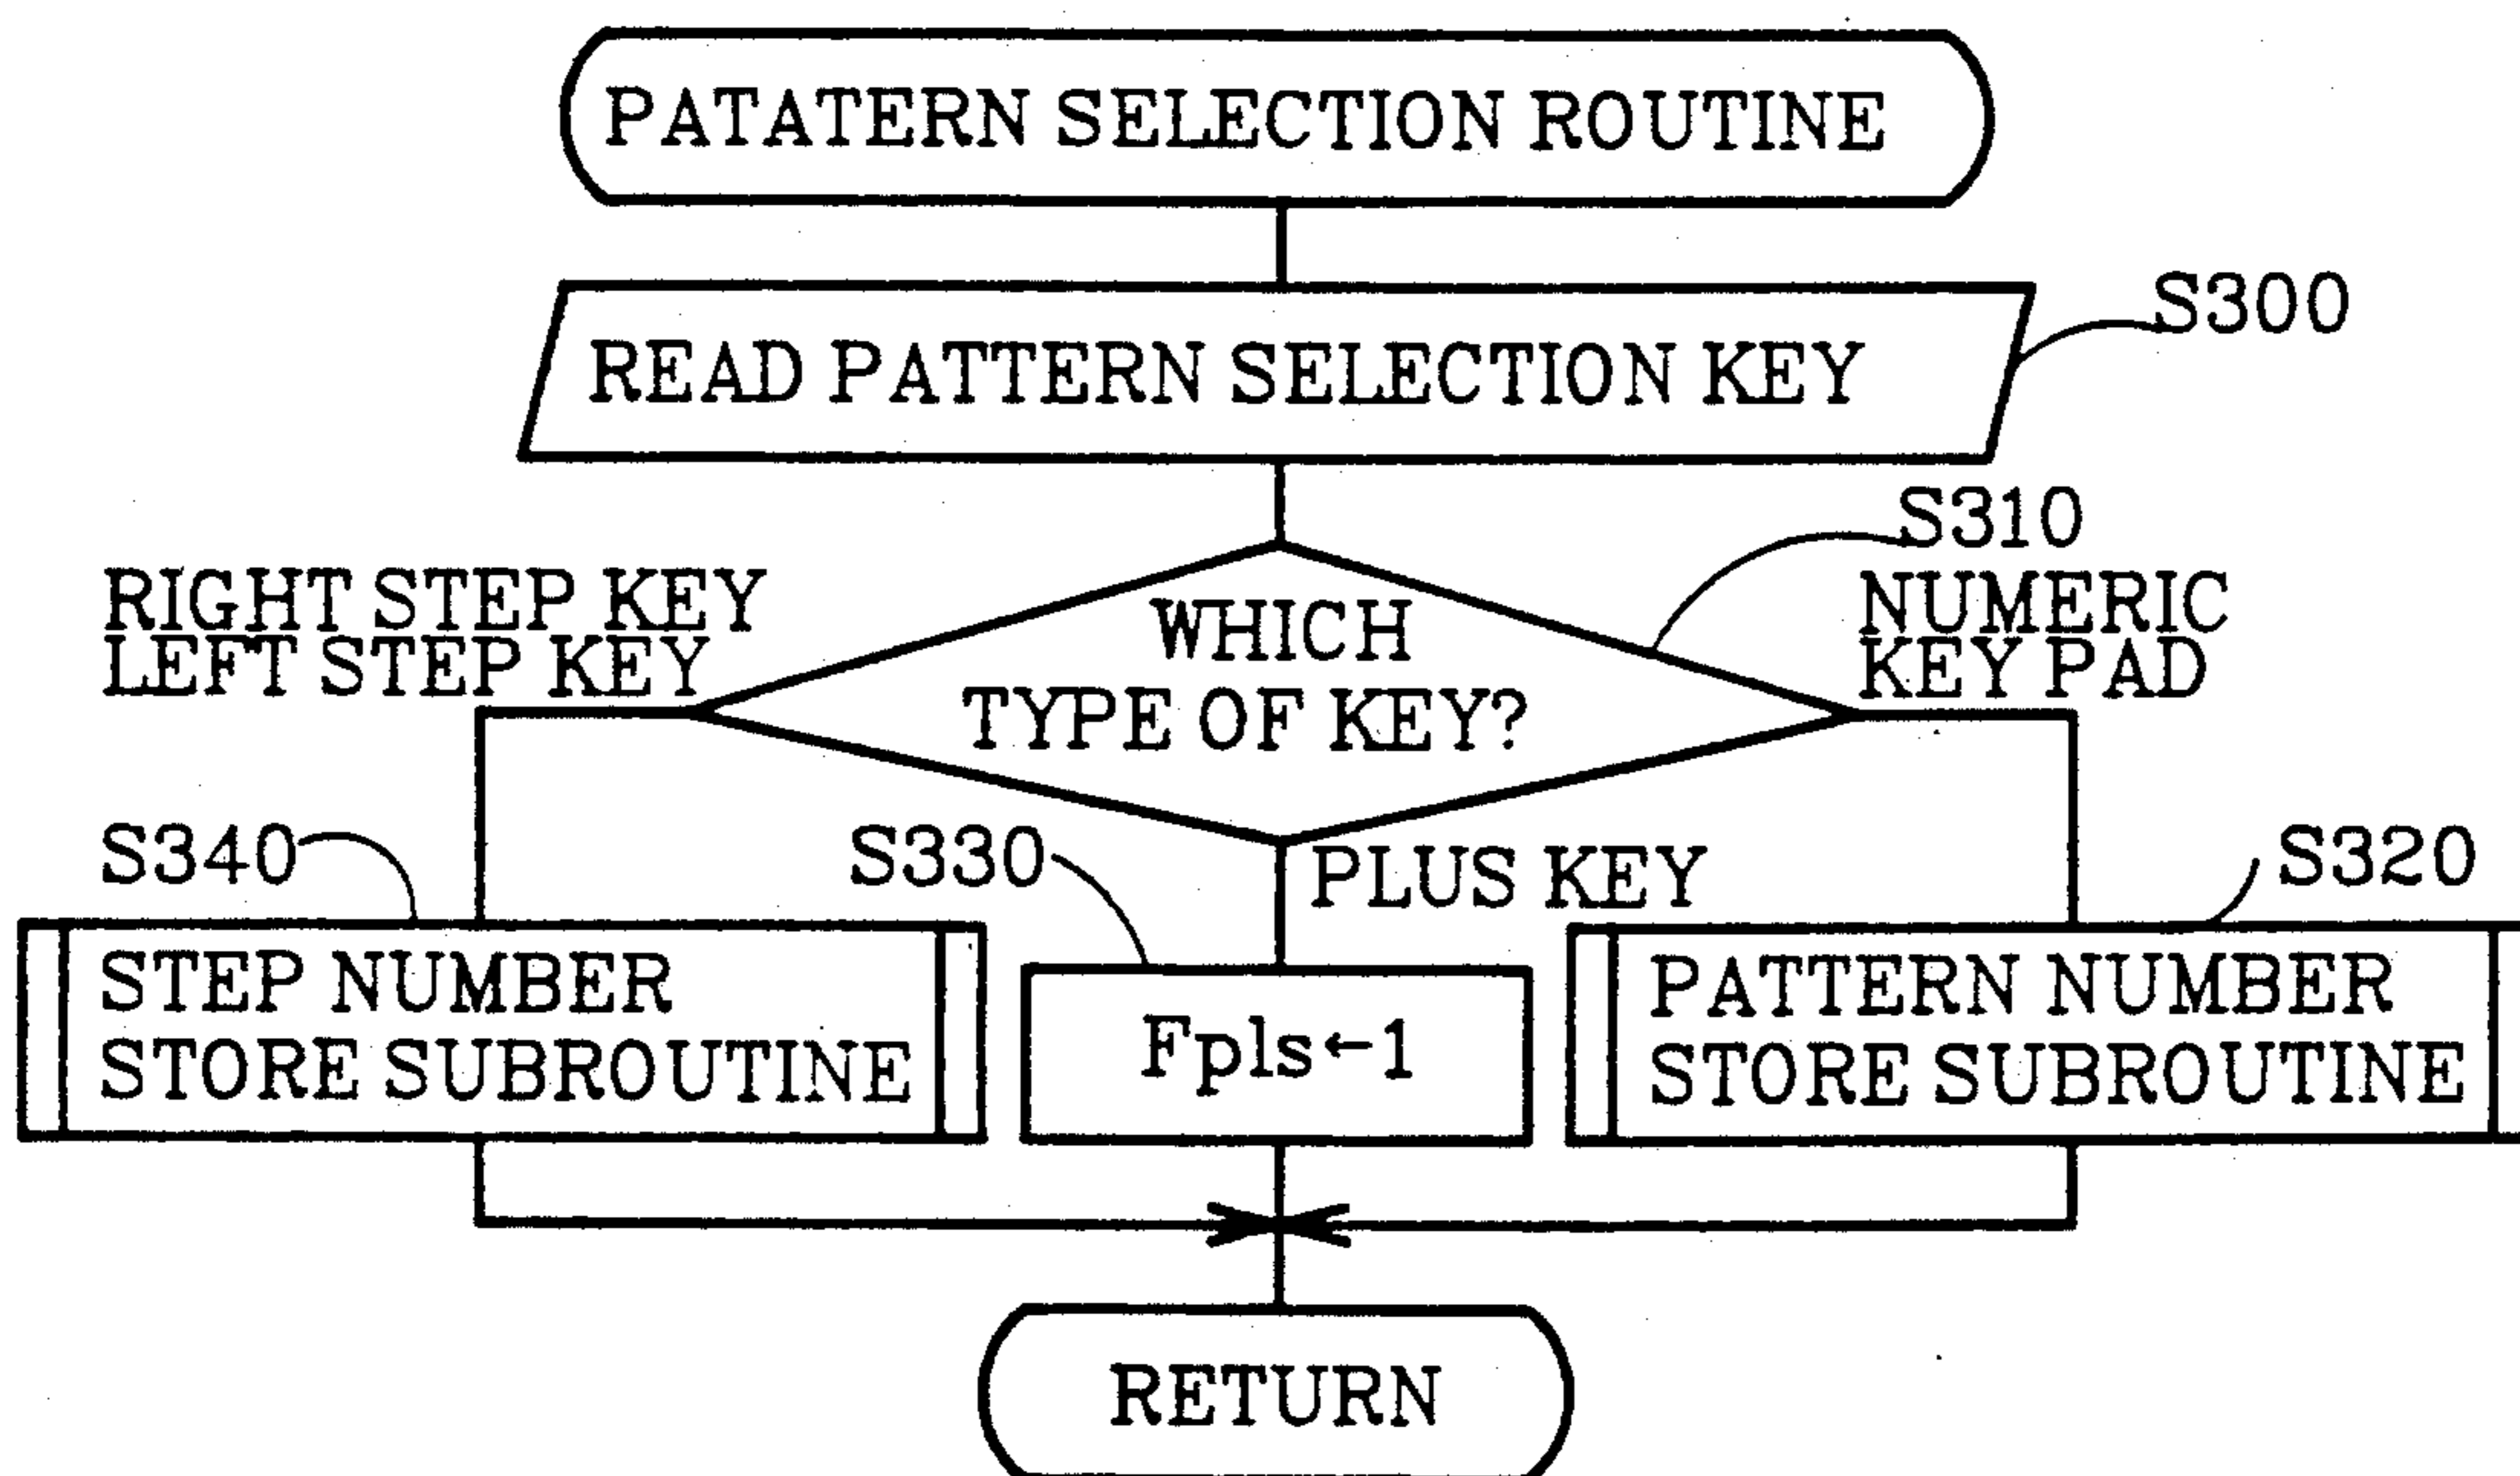 PATATERN SELECTION ROUTINE
READ PATTERN SELECTION KEY
S300
S310
RIGHT STEP KEY
LEFT STEP KEY
WHICH
TYPE OF KEY?
NUMERIC
KEY PAD
S340
S330
PLUS KEY
S320
STEP NUMBER
STORE SUBROUTINE
Fpls←1
PATTERN NUMBER
STORE SUBROUTINE
RETURN